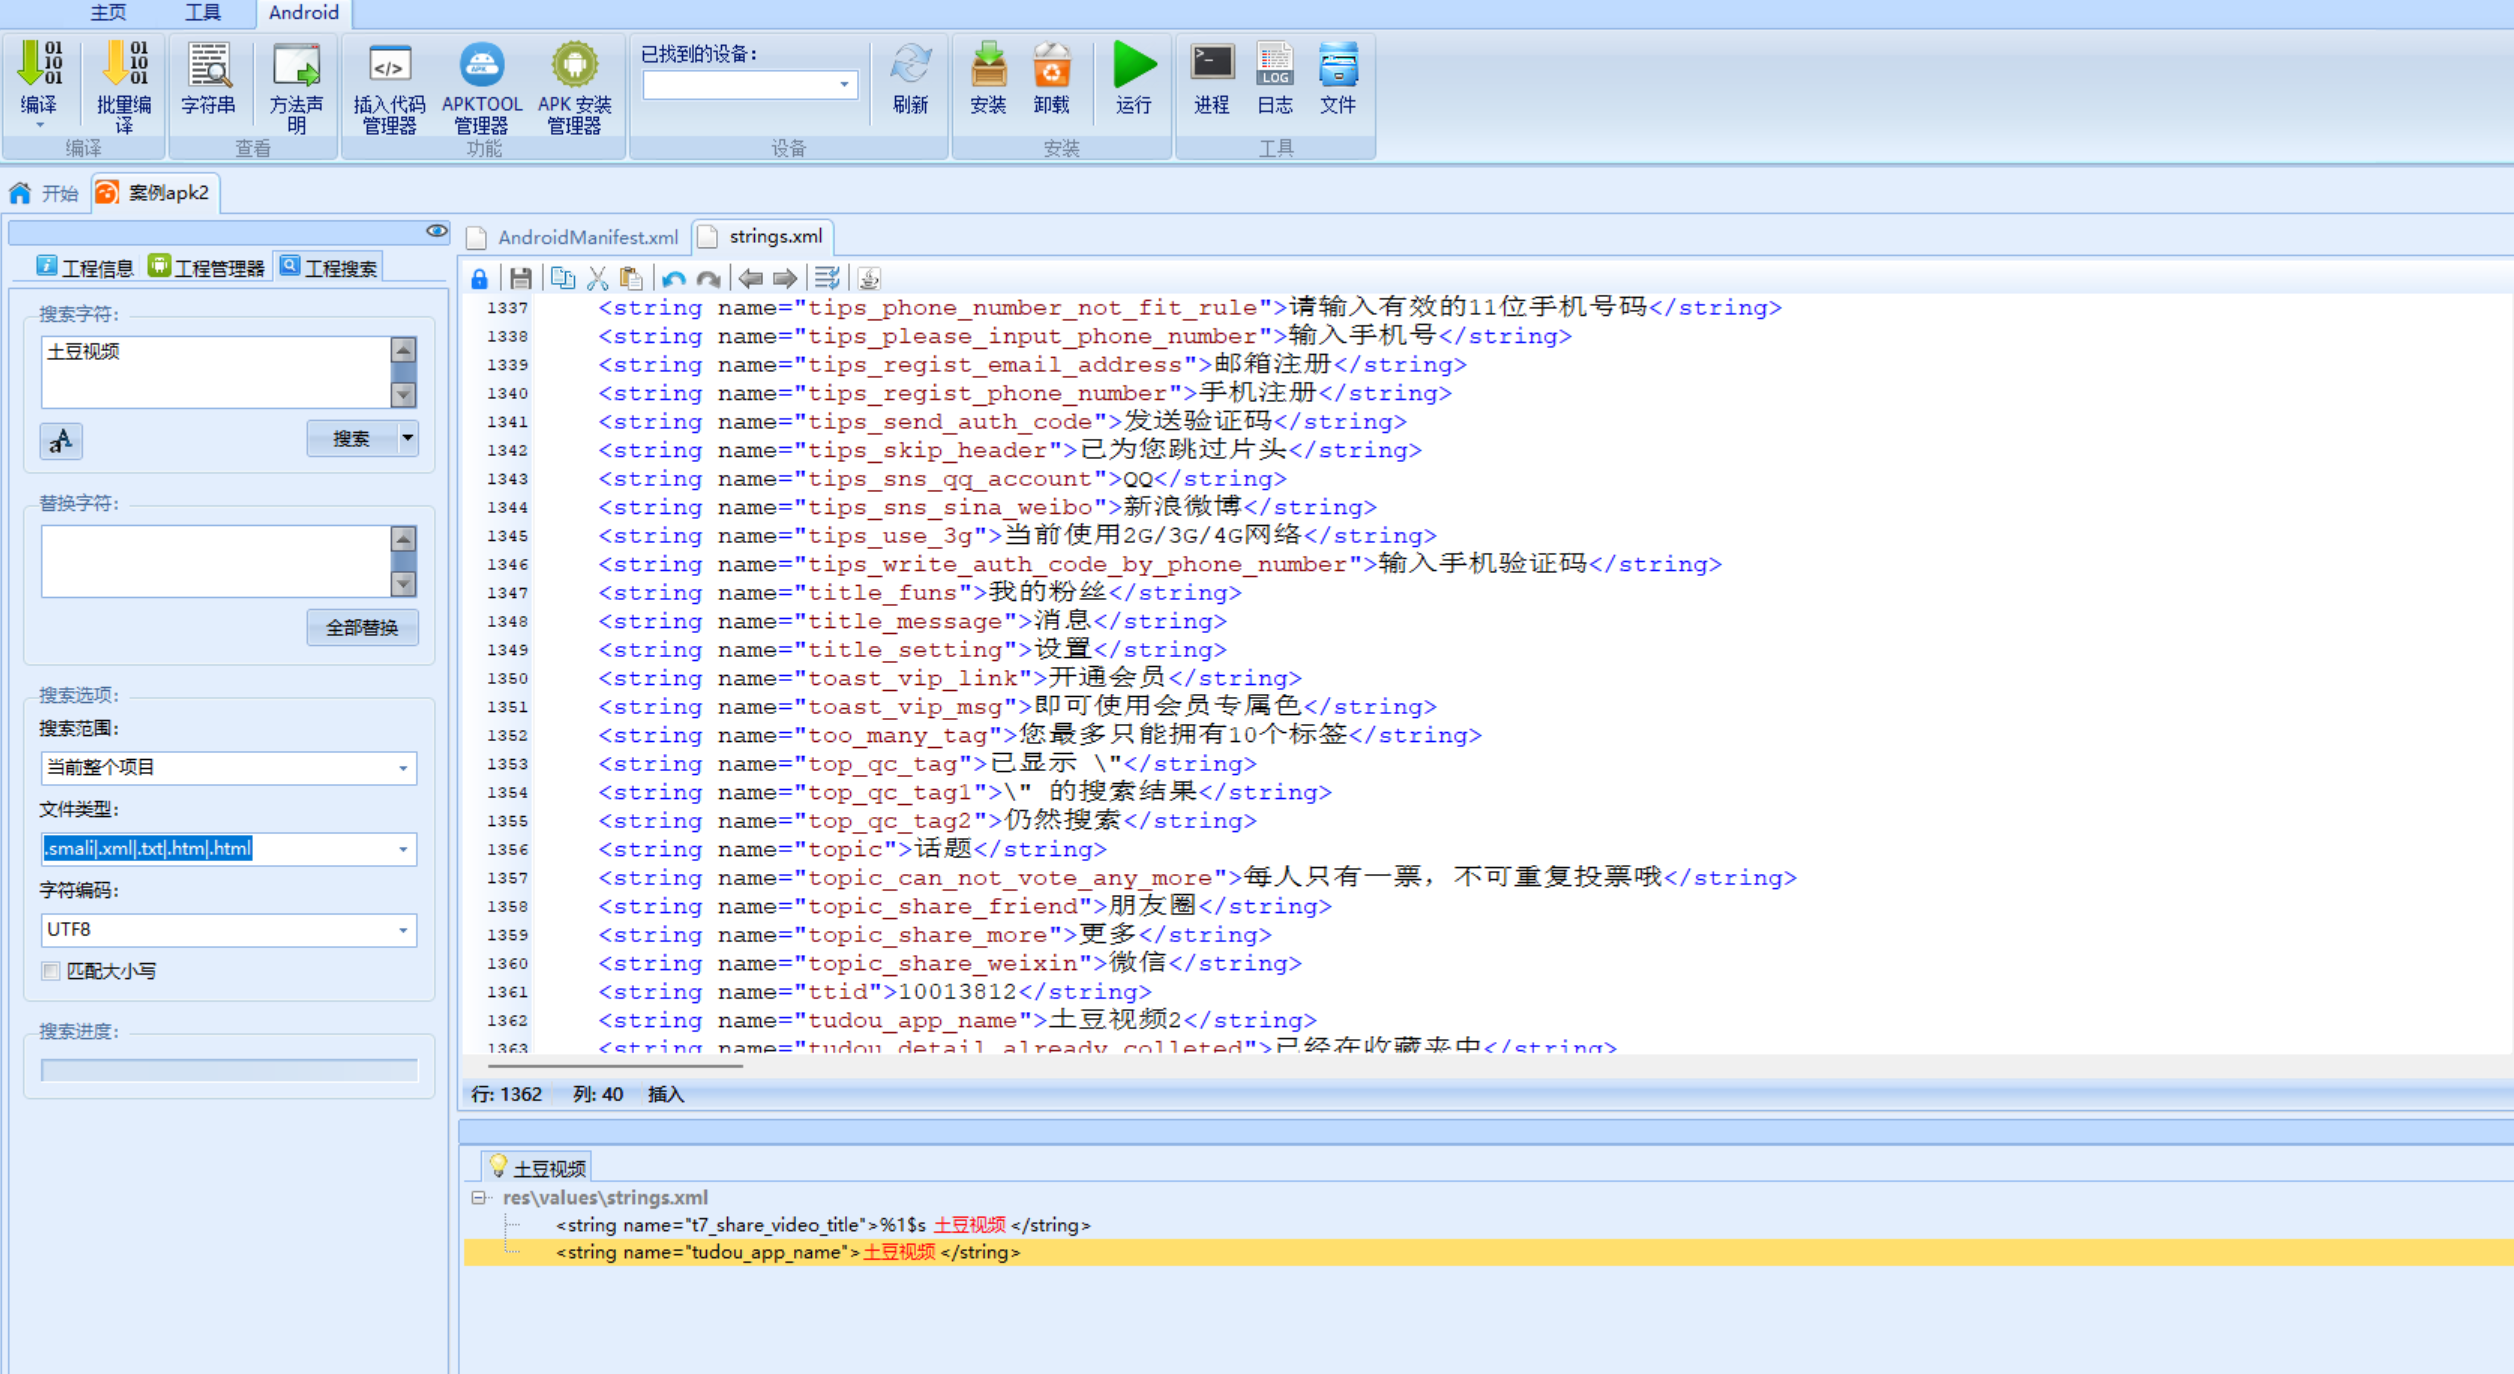 主页 工具 Android
编译 批量编译 字符串 方法声明 插入代码管理器 APKTOOL管理器 APK 安装管理器 已找到的设备: 刷新 安装 卸载 运行 进程 日志 文件
编译 查看 功能 设备 安装 工具
开始 案例apk2
AndroidManifest.xml strings.xml
工程信息 工程管理器 工程搜索
搜索字符:
土豆视频
aA 搜索
替换字符:
全部替换
搜索选项:
搜索范围:
当前整个项目
文件类型:
.smali|.xml|.txt|.htm|.html
字符编码:
UTF8
匹配大小写
搜索进度:
1337 <string name="tips_phone_number_not_fit_rule">请输入有效的11位手机号码</string>
1338 <string name="tips_please_input_phone_number">输入手机号</string>
1339 <string name="tips_regist_email_address">邮箱注册</string>
1340 <string name="tips_regist_phone_number">手机注册</string>
1341 <string name="tips_send_auth_code">发送验证码</string>
1342 <string name="tips_skip_header">已为您跳过片头</string>
1343 <string name="tips_sns_qq_account">QQ</string>
1344 <string name="tips_sns_sina_weibo">新浪微博</string>
1345 <string name="tips_use_3g">当前使用2G/3G/4G网络</string>
1346 <string name="tips_write_auth_code_by_phone_number">输入手机验证码</string>
1347 <string name="title_funs">我的粉丝</string>
1348 <string name="title_message">消息</string>
1349 <string name="title_setting">设置</string>
1350 <string name="toast_vip_link">开通会员</string>
1351 <string name="toast_vip_msg">即可使用会员专属色</string>
1352 <string name="too_many_tag">您最多只能拥有10个标签</string>
1353 <string name="top_qc_tag">已显示 \"</string>
1354 <string name="top_qc_tag1">\" 的搜索结果</string>
1355 <string name="top_qc_tag2">仍然搜索</string>
1356 <string name="topic">话题</string>
1357 <string name="topic_can_not_vote_any_more">每人只有一票，不可重复投票哦</string>
1358 <string name="topic_share_friend">朋友圈</string>
1359 <string name="topic_share_more">更多</string>
1360 <string name="topic_share_weixin">微信</string>
1361 <string name="ttid">10013812</string>
1362 <string name="tudou_app_name">土豆视频2</string>
1363 <string name="tudou_detail_already_colleted">已经在收藏夹中</string>
行: 1362 列: 40 插入
土豆视频
res\values\strings.xml
<string name="t7_share_video_title">%1$s 土豆视频 </string>
<string name="tudou_app_name"> 土豆视频 </string>